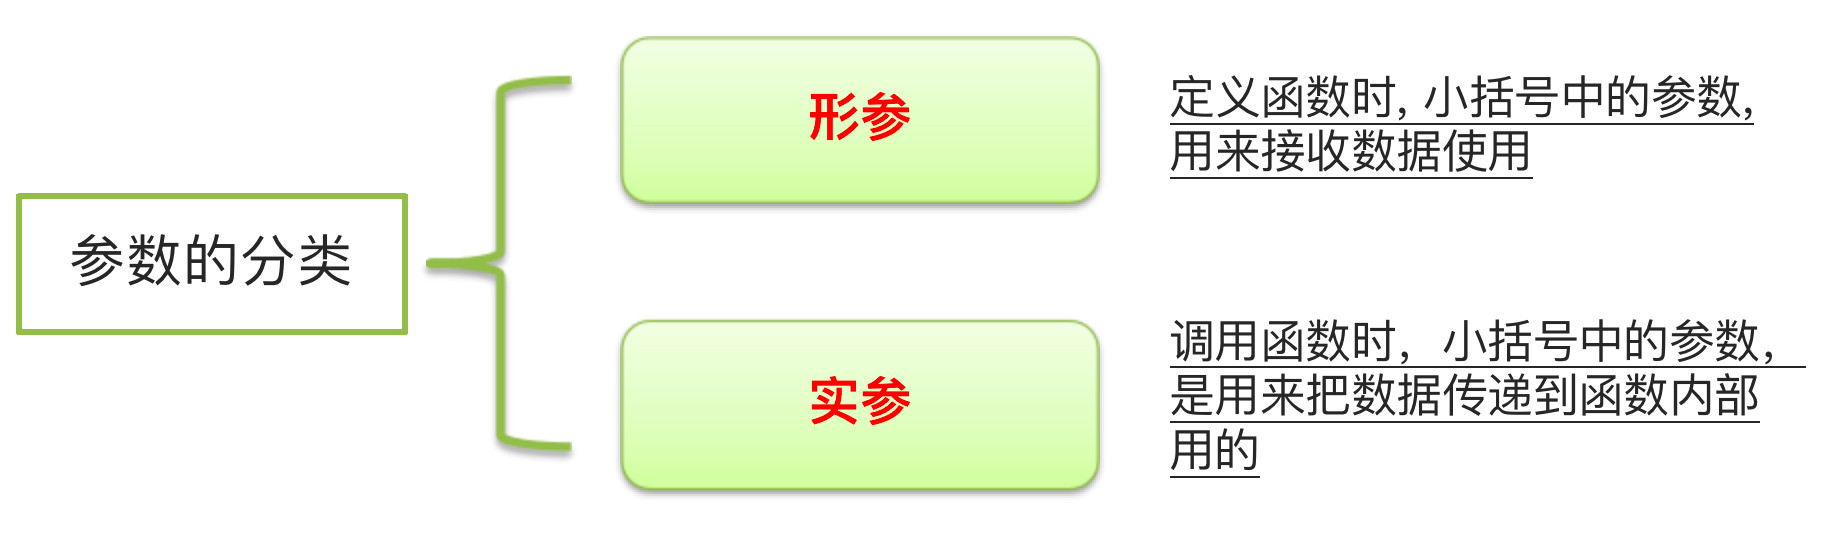 参数的分类
形参
定义函数时, 小括号中的参数,
用来接收数据使用
实参
调用函数时，小括号中的参数，
是用来把数据传递到函数内部
用的